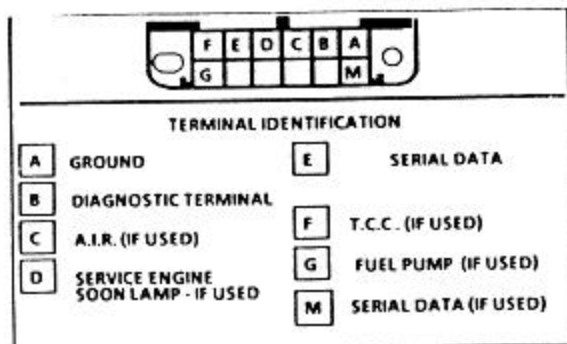 F E D C B A
G M
TERMINAL IDENTIFICATION
A GROUND
B DIAGNOSTIC TERMINAL
C A.I.R. (IF USED)
D SERVICE ENGINE
SOON LAMP - IF USED
E SERIAL DATA
F T.C.C. (IF USED)
G FUEL PUMP (IF USED)
M SERIAL DATA (IF USED)